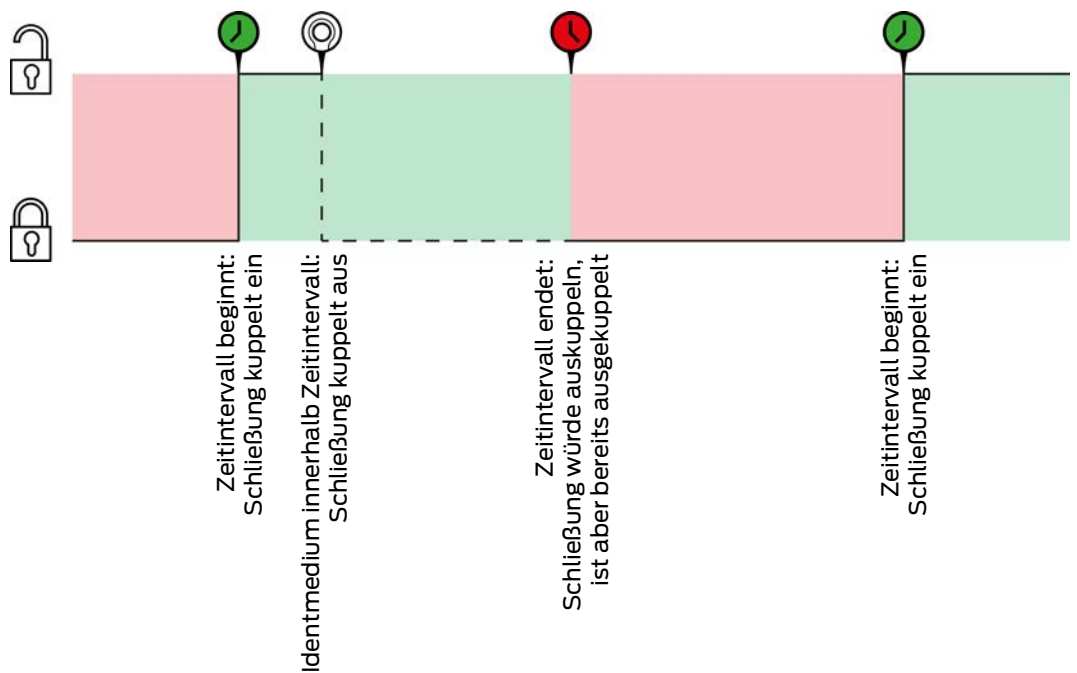 Zeitintervall beginnt:
Schließung kuppelt ein
Identmedium innerhalb Zeitintervall:
Schließung kuppelt aus
Zeitintervall endet:
Schließung würde auskuppeln,
ist aber bereits ausgekuppelt
Zeitintervall beginnt:
Schließung kuppelt ein